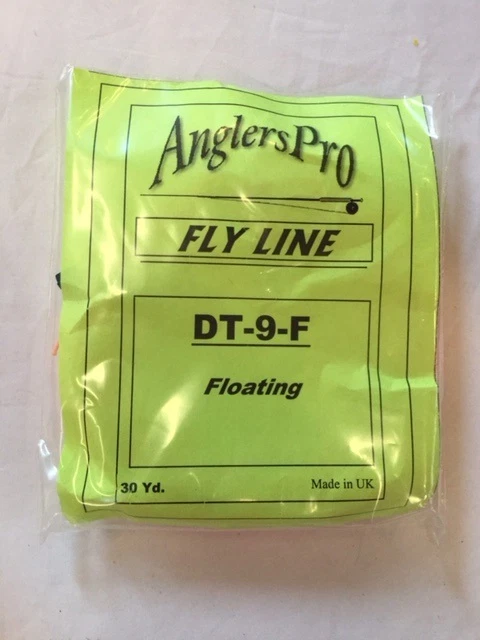 AnglersPro
FLY LINE
DT-9-F
Floating
30 Yd.
Made in UK